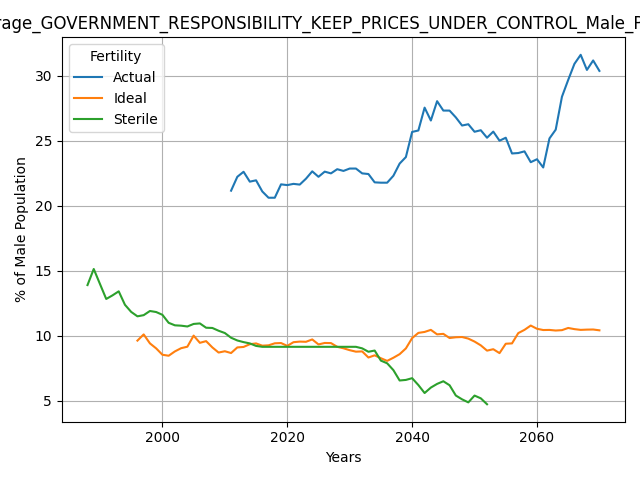 rage_GOVERNMENT_RESPONSIBILITY_KEEP_PRICES_UNDER_CONTROL_Male_F
Fertility
Actual
Ideal
Sterile
% of Male Population
30
25
20
15
10
5
2000
2020
2040
2060
Years